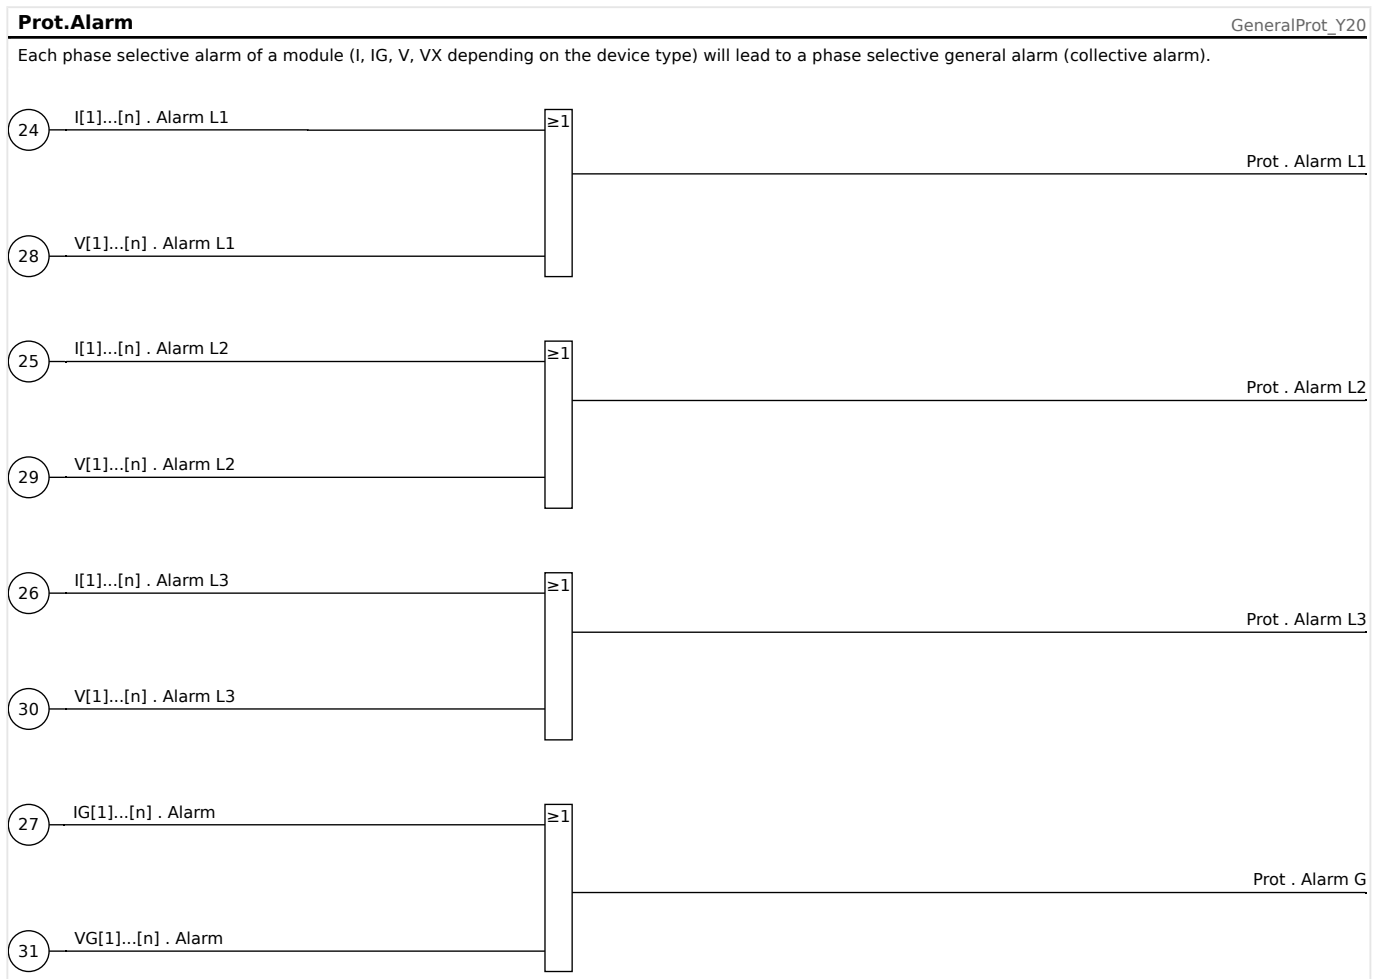 Prot.Alarm
GeneralProt_Y20
Each phase selective alarm of a module (I, IG, V, VX depending on the device type) will lead to a phase selective general alarm (collective alarm).
24
I[1]...[n] . Alarm L1
≥1
Prot . Alarm L1
28
V[1]...[n] . Alarm L1
25
I[1]...[n] . Alarm L2
≥1
Prot . Alarm L2
29
V[1]...[n] . Alarm L2
26
I[1]...[n] . Alarm L3
≥1
Prot . Alarm L3
30
V[1]...[n] . Alarm L3
27
IG[1]...[n] . Alarm
≥1
Prot . Alarm G
31
VG[1]...[n] . Alarm